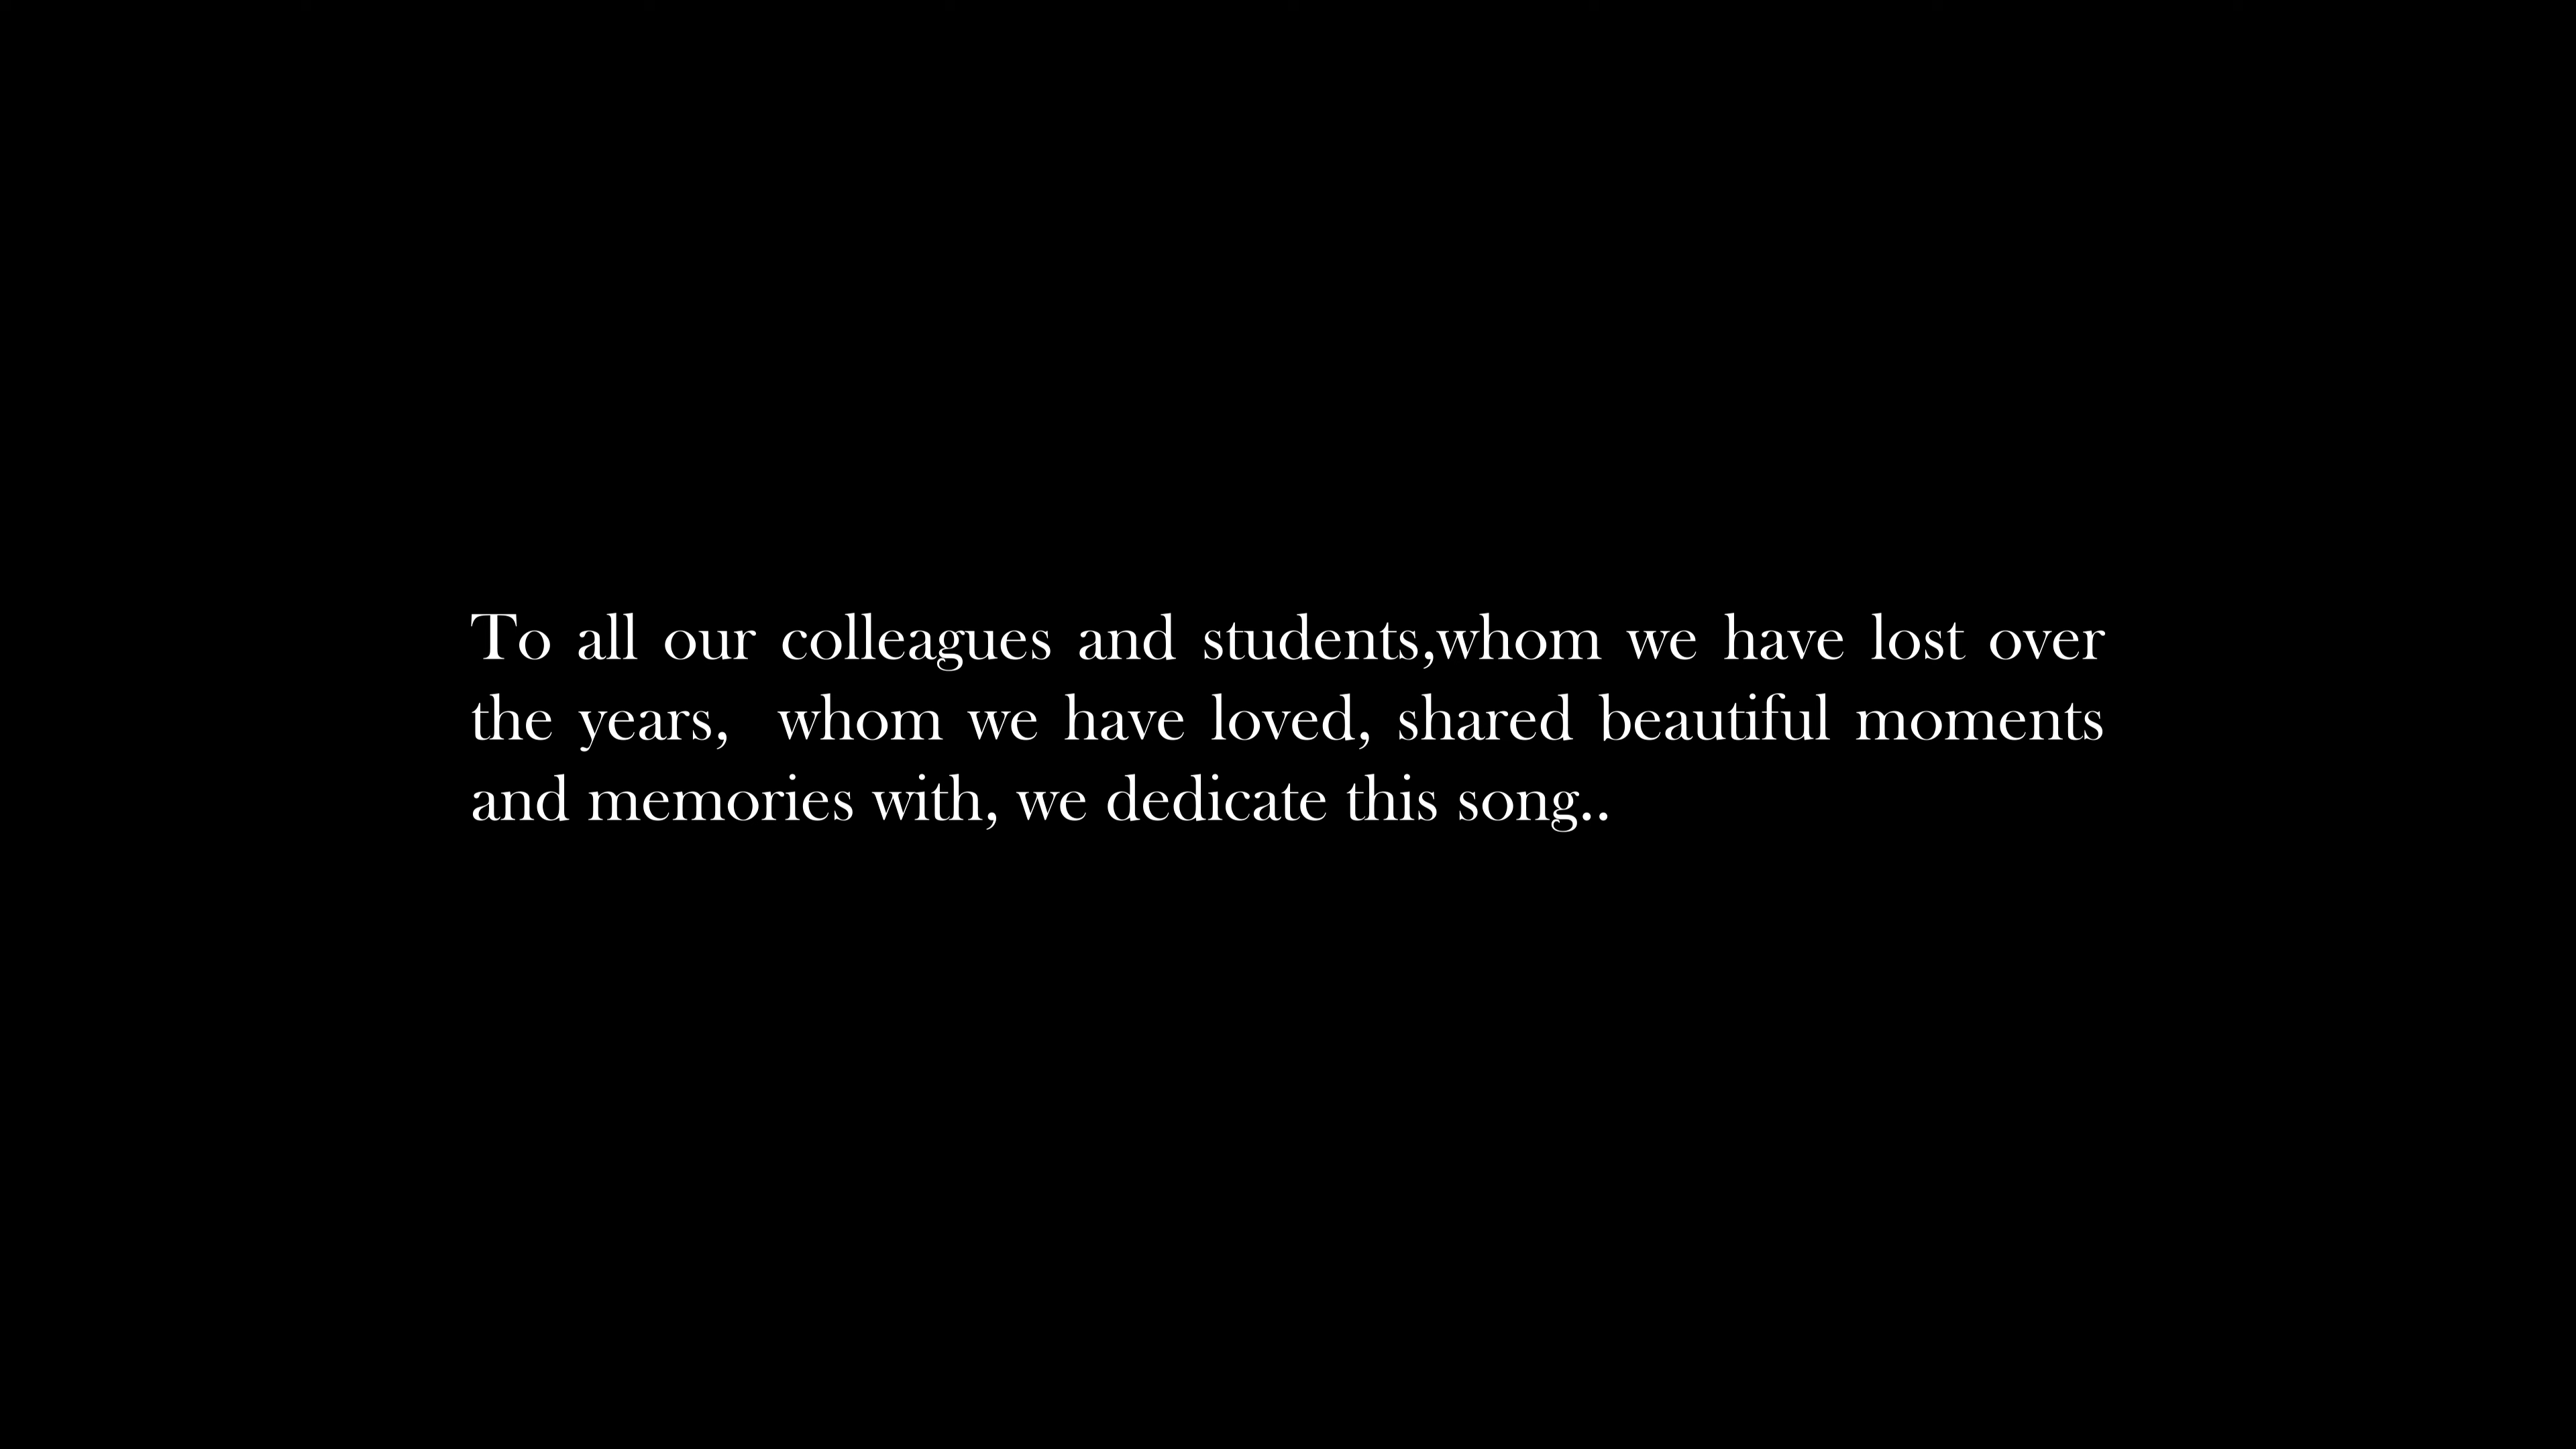 To all our colleagues and students,whom we have lost over
the years,  whom we have loved, shared beautiful moments
and memories with, we dedicate this song..